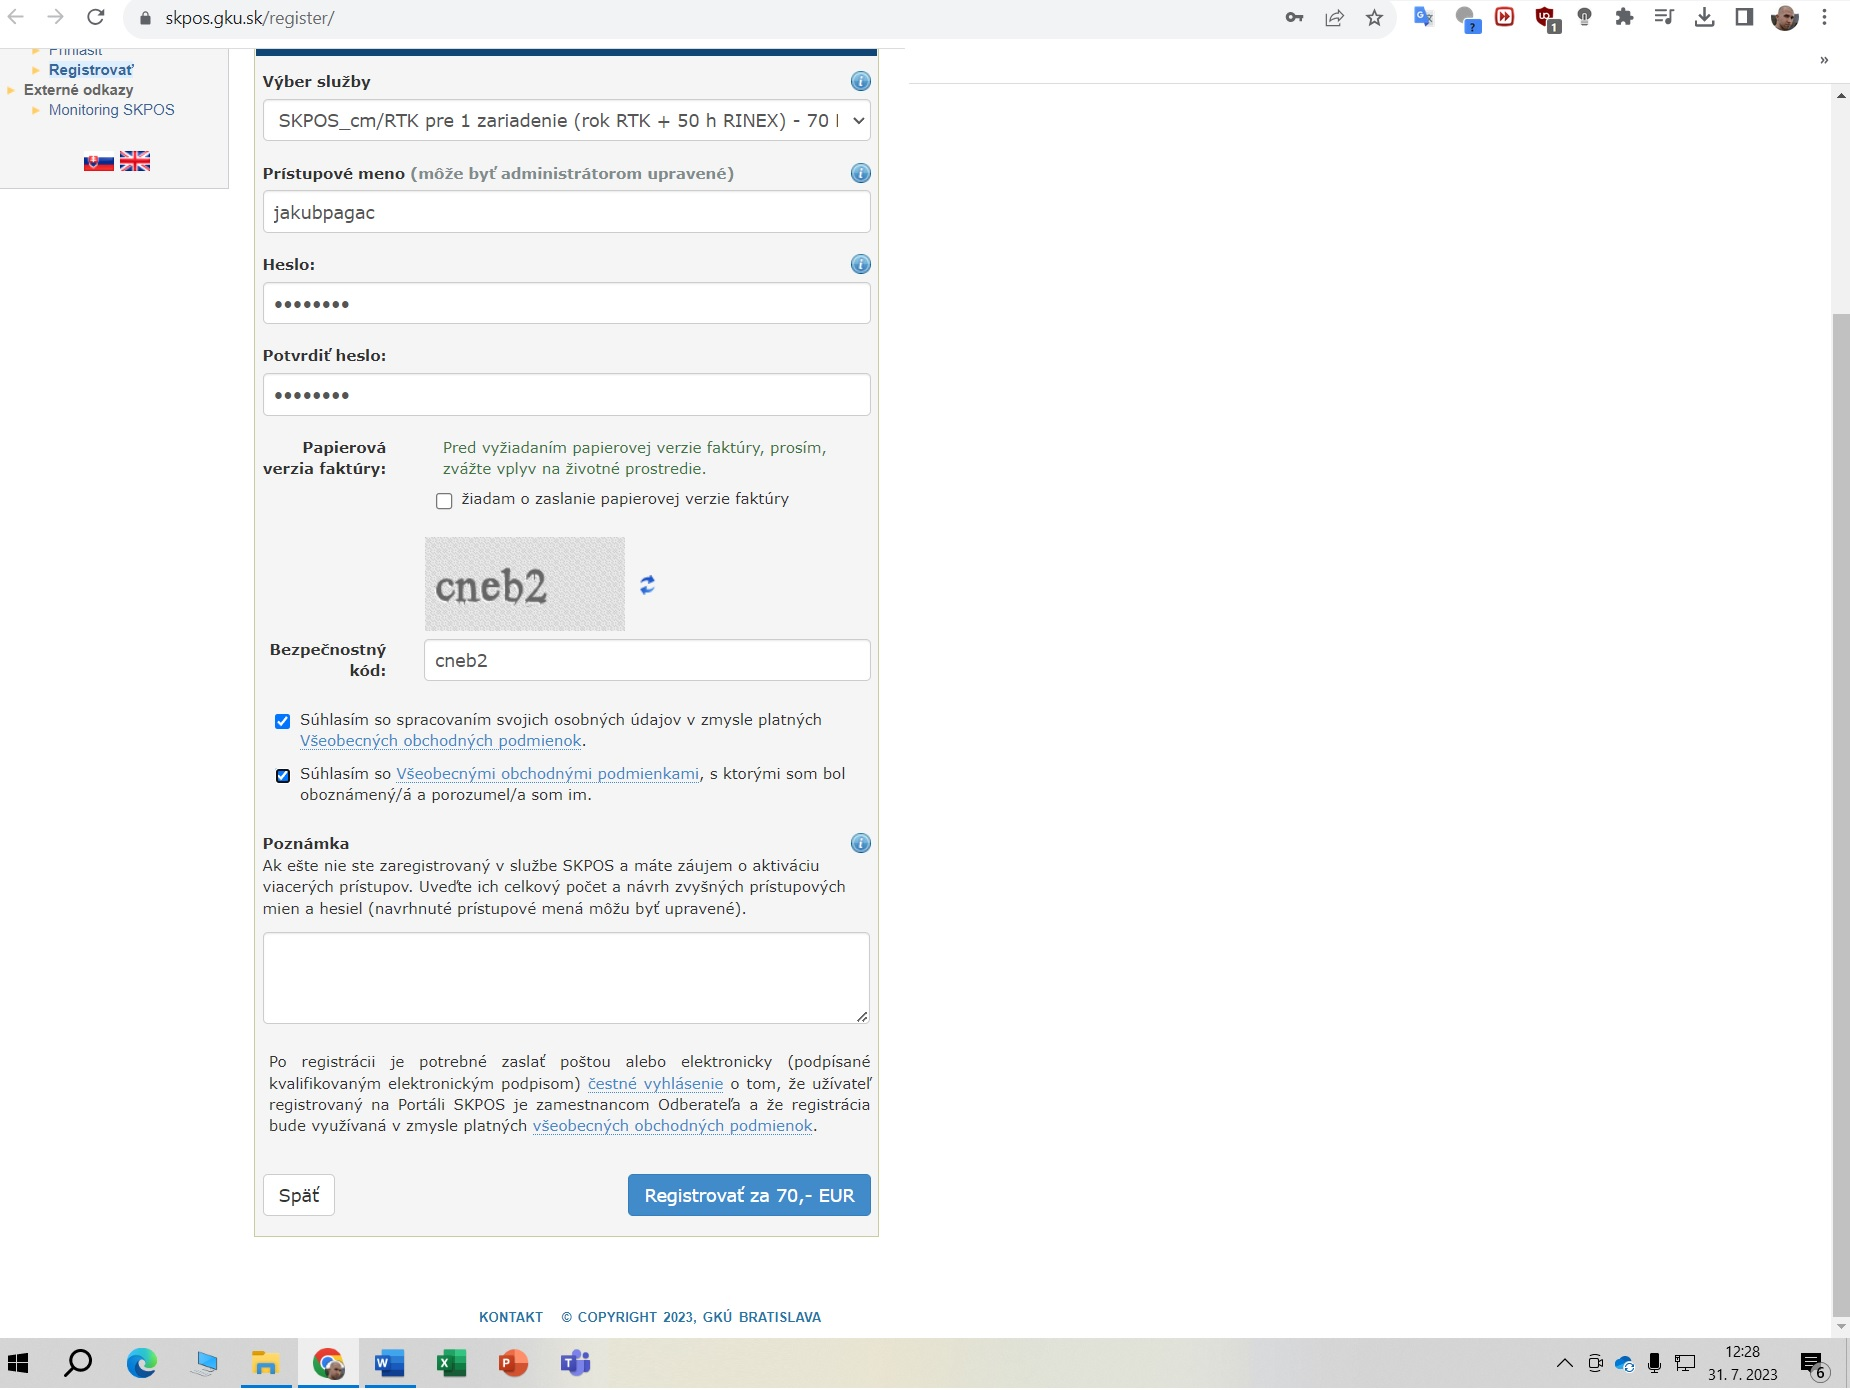 skpos.gku.sk/register/
Prihlásiť
Registrovať
Externé odkazy
Monitoring SKPOS
»
Výber služby
SKPOS_cm/RTK pre 1 zariadenie (rok RTK + 50 h RINEX) - 70
Prístupové meno (môže byť administrátorom upravené)
jakubpagac
Heslo:
••••••••
Potvrdiť heslo:
••••••••
Papierová
verzia faktúry:
Pred vyžiadaním papierovej verzie faktúry, prosím,
zvážte vplyv na životné prostredie.
žiadam o zaslanie papierovej verzie faktúry
cneb2
Bezpečnostný
kód:
cneb2
Súhlasím so spracovaním svojich osobných údajov v zmysle platných
Všeobecných obchodných podmienok.
Súhlasím so Všeobecnými obchodnými podmienkami, s ktorými som bol
oboznámený/á a porozumel/a som im.
Poznámka
Ak ešte nie ste zaregistrovaný v službe SKPOS a máte záujem o aktiváciu
viacerých prístupov. Uveďte ich celkový počet a návrh zvyšných prístupových
mien a hesiel (navrhnuté prístupové mená môžu byť upravené).
Po registrácii je potrebné zaslať poštou alebo elektronicky (podpísané
kvalifikovaným elektronickým podpisom) čestné vyhlásenie o tom, že užívateľ
registrovaný na Portáli SKPOS je zamestnancom Odberateľa a že registrácia
bude využívaná v zmysle platných všeobecných obchodných podmienok.
Späť
Registrovať za 70,- EUR
KONTAKT © COPYRIGHT 2023, GKÚ BRATISLAVA
12:28
31. 7. 2023
6